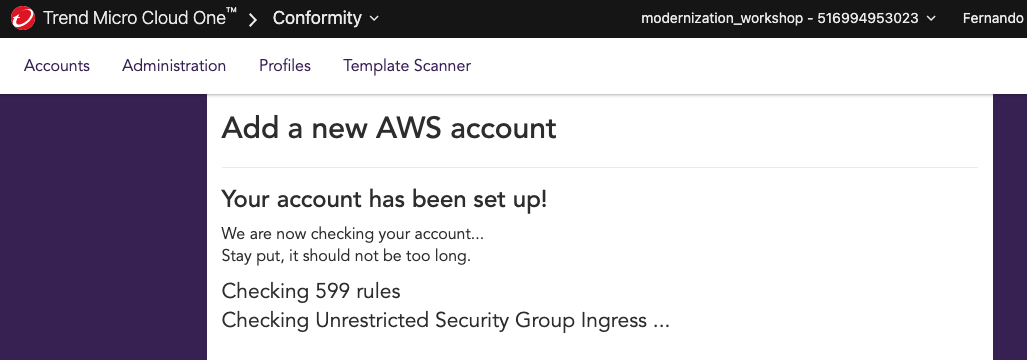 Trend Micro Cloud One™ > Conformity modernization_workshop - 516994953023 Fernando
Accounts Administration Profiles Template Scanner
Add a new AWS account
Your account has been set up!
We are now checking your account...
Stay put, it should not be too long.
Checking 599 rules
Checking Unrestricted Security Group Ingress ...